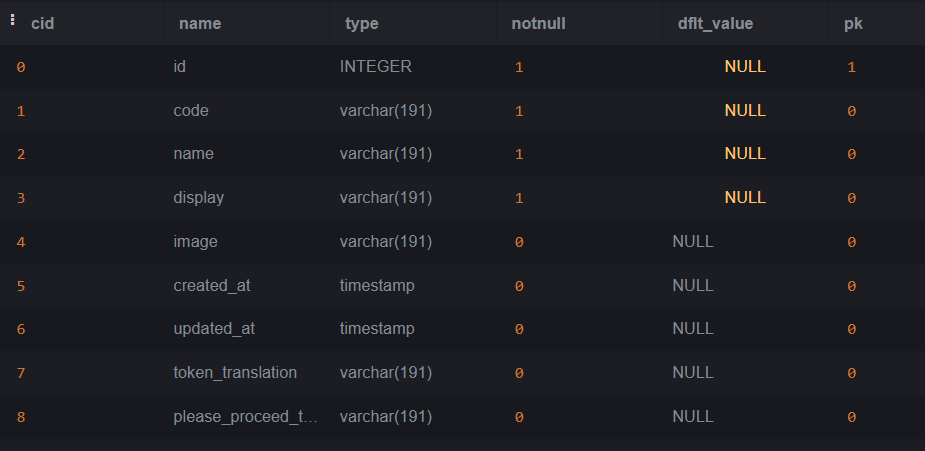 cid name type notnull dflt_value pk
0 id INTEGER 1 NULL 1
1 code varchar(191) 1 NULL 0
2 name varchar(191) 1 NULL 0
3 display varchar(191) 1 NULL 0
4 image varchar(191) 0 NULL 0
5 created_at timestamp 0 NULL 0
6 updated_at timestamp 0 NULL 0
7 token_translation varchar(191) 0 NULL 0
8 please_proceed_t... varchar(191) 0 NULL 0